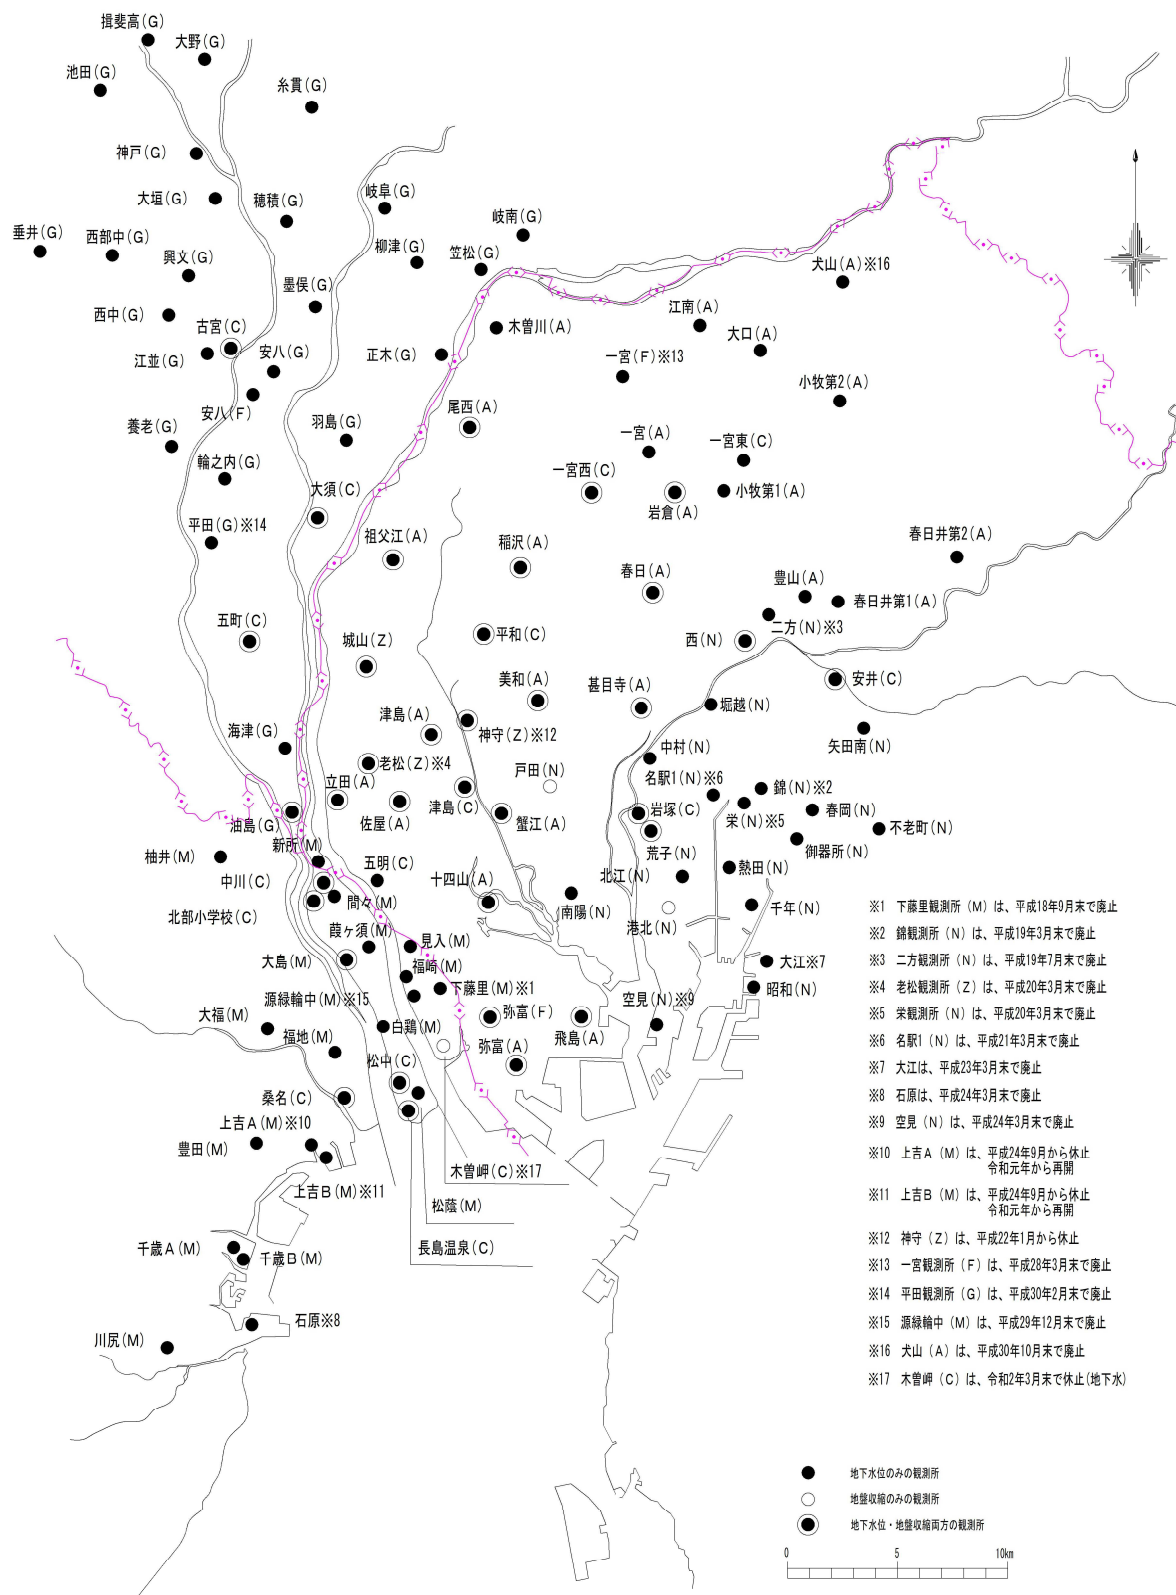 揖斐高(G)
大野(G)
池田(G)
糸貫(G)
神戸(G)
大垣(G)
穂積(G)
岐阜(G)
岐南(G)
垂井(G)
西部中(G)
興文(G)
柳津(G)
笠松(G)
犬山(A)※16
墨俣(G)
西中(G)
古宮(C)
木曽川(A)
江南(A)
大口(A)
江並(G)
安八(G)
正木(G)
一宮(F)※13
安八(F)
小牧第2(A)
養老(G)
羽島(G)
尾西(A)
一宮(A)
一宮東(C)
輪之内(G)
一宮西(C)
大須(C)
岩倉(A)
小牧第1(A)
平田(G)※14
祖父江(A)
稲沢(A)
春日井第2(A)
春日(A)
豊山(A)
春日井第1(A)
五町(C)
城山(Z)
平和(C)
西(N)
二方(N)※3
美和(A)
甚目寺(A)
安井(C)
堀越(N)
津島(A)
神守(Z)※12
矢田南(N)
海津(G)
老松(Z)※4
戸田(N)
中村(N)
名駅1(N)※6
立田(A)
津島(C)
錦(N)※2
佐屋(A)
油島(G)
蟹江(A)
岩塚(C)
栄(N)※5
春岡(N)
不老町(N)
新所(M)
荒子(N)
御器所(N)
柚井(M)
五明(C)
中川(C)
十四山(A)
北江(N)
熱田(N)
間々(M)
北部小学校(C)
南陽(N)
港北(N)
千年(N)
葭ヶ須(M)
見入(M)
大島(M)
福崎(M)
大江※7
下藤里(M)※1
昭和(N)
源緑輪中(M)※15
空見(N)※9
大福(M)
白鶏(M)
弥富(F)
飛島(A)
福地(M)
松中(C)
弥富(A)
桑名(C)
上吉A(M)※10
豊田(M)
木曽岬(C)※17
上吉B(M)※11
松蔭(M)
千歳A(M)
千歳B(M)
長島温泉(C)
石原※8
川尻(M)
※1 下藤里観測所(M)は、平成18年9月末で廃止
※2 錦観測所(N)は、平成19年3月末で廃止
※3 二方観測所(N)は、平成19年7月末で廃止
※4 老松観測所(Z)は、平成20年3月末で廃止
※5 栄観測所(N)は、平成20年3月末で廃止
※6 名駅1(N)は、平成21年3月末で廃止
※7 大江は、平成23年3月末で廃止
※8 石原は、平成24年3月末で廃止
※9 空見(N)は、平成24年3月末で廃止
※10 上吉A(M)は、平成24年9月から休止
令和元年から再開
※11 上吉B(M)は、平成24年9月から休止
令和元年から再開
※12 神守(Z)は、平成22年1月から休止
※13 一宮観測所(F)は、平成28年3月末で廃止
※14 平田観測所(G)は、平成30年2月末で廃止
※15 源緑輪中(M)は、平成29年12月末で廃止
※16 犬山(A)は、平成30年10月末で廃止
※17 木曽岬(C)は、令和2年3月末で休止(地下水)
地下水位のみの観測所
地盤収縮のみの観測所
地下水位・地盤収縮両方の観測所
0 5 10km